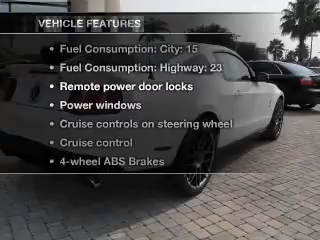 VEHICLE FEATURES
Fuel Consumption: City: 15
Fuel Consumption: Highway: 23
Remote power door locks
Power windows
Cruise controls on steering wheel
Cruise control
4-wheel ABS Brakes